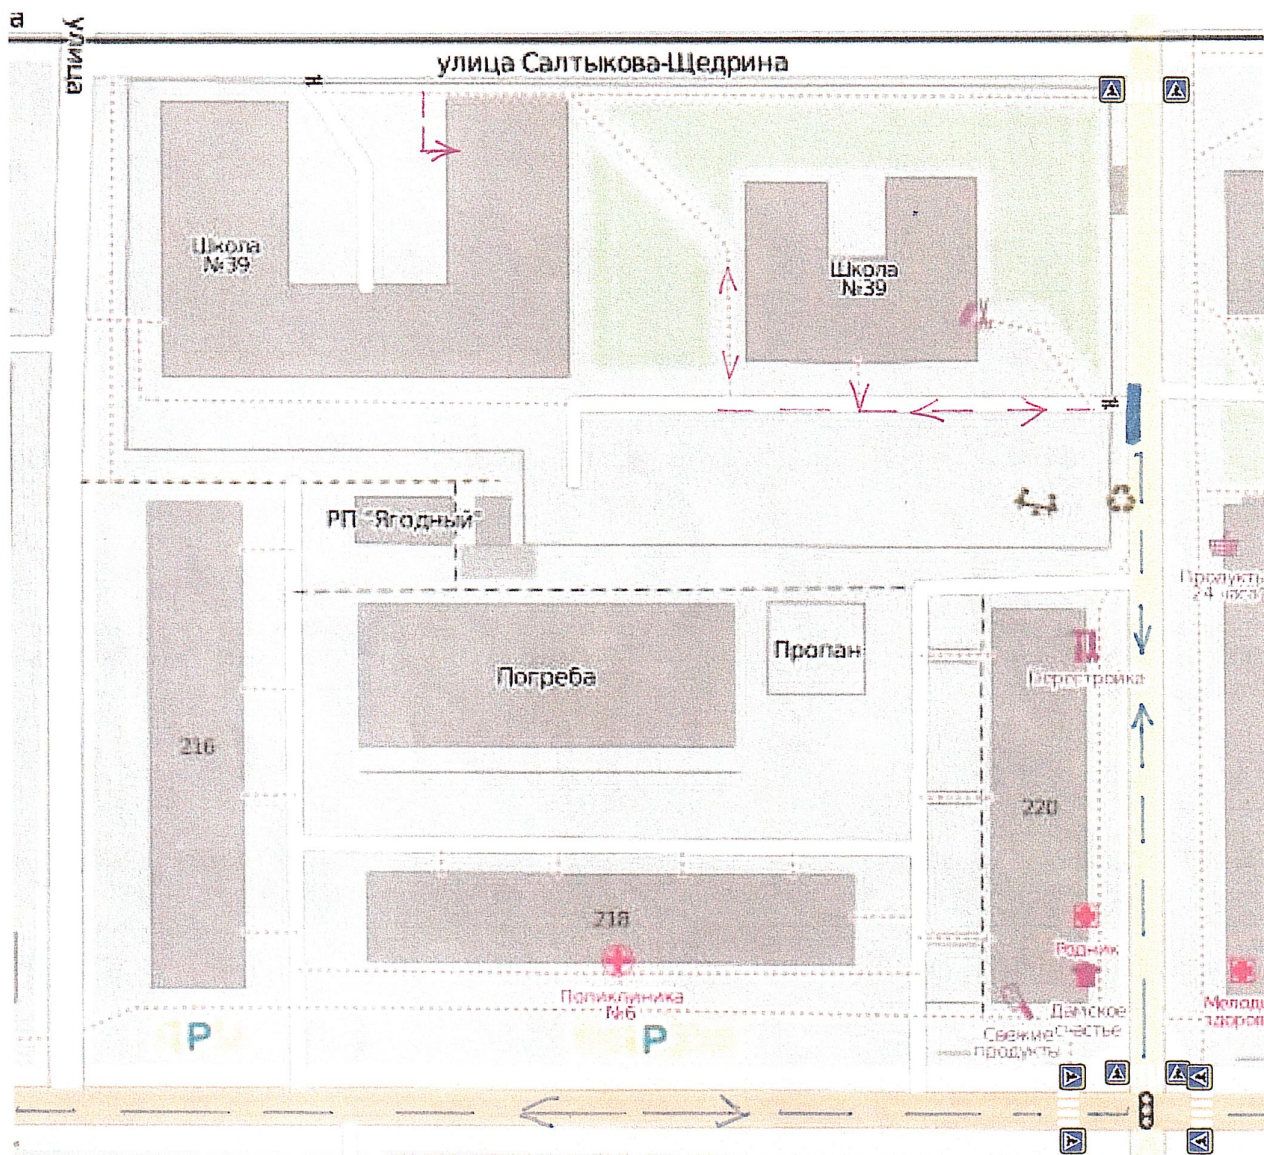 а
улица
улица Салтыкова-Щедрина
Школа
№39
Школа
№39
РП "Ягодный"
Продукты
24 часа
Погреба
Пропан
Перестройка
216
220
218
Родник
Поликлиника
№6
Дамское
счастье
Свежие
продукты
P
P